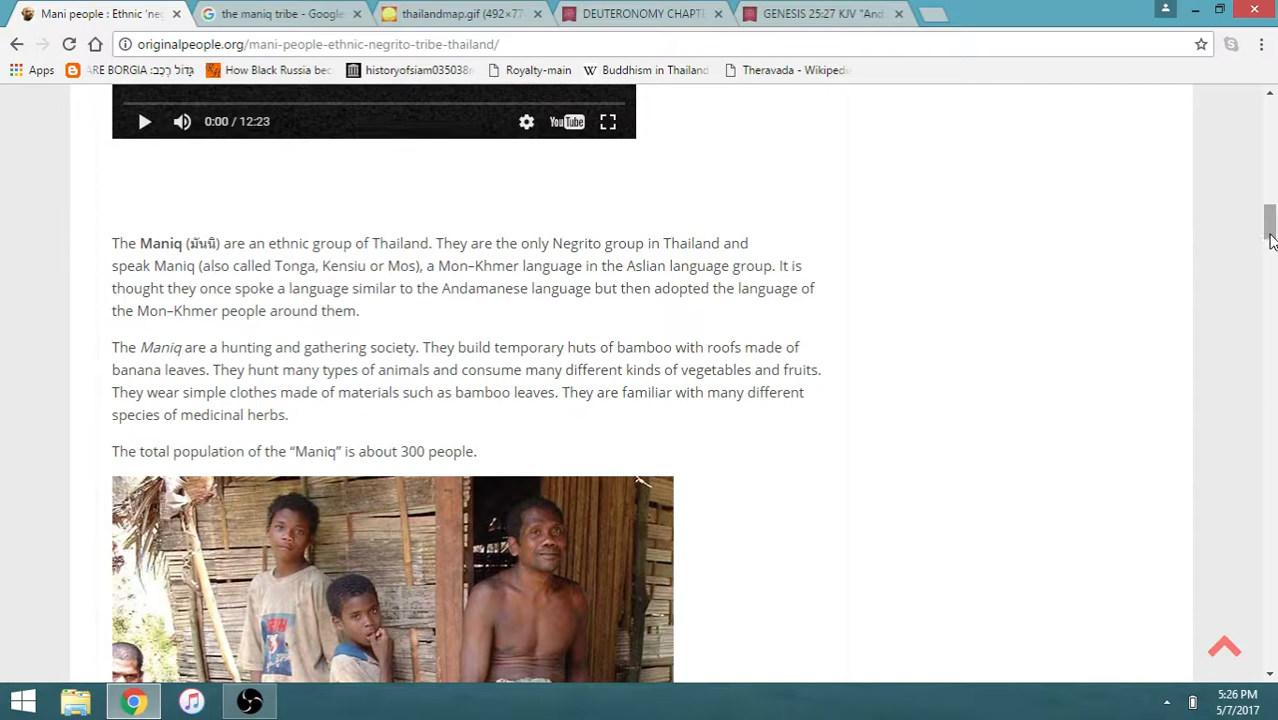 Mani people : Ethnic 'ne
the maniq tribe - Google
thailandmap.gif (492×77
DEUTERONOMY CHAPT
GENESIS 25:27 KJV "And
originalpeople.org/mani-people-ethnic-negrito-tribe-thailand/
Apps
ARE BORGIA :גָּדוֹל רֶכֶב
How Black Russia bec
historyofsiam035038m
Royalty-main
Buddhism in Thailand
Theravada - Wikipedi
0:00 / 12:23
YouTube
The Maniq (มันนิ) are an ethnic group of Thailand. They are the only Negrito group in Thailand and
speak Maniq (also called Tonga, Kensiu or Mos), a Mon–Khmer language in the Aslian language group. It is
thought they once spoke a language similar to the Andamanese language but then adopted the language of
the Mon–Khmer people around them.
The Maniq are a hunting and gathering society. They build temporary huts of bamboo with roofs made of
banana leaves. They hunt many types of animals and consume many different kinds of vegetables and fruits.
They wear simple clothes made of materials such as bamboo leaves. They are familiar with many different
species of medicinal herbs.
The total population of the “Maniq” is about 300 people.
5:26 PM
5/7/2017